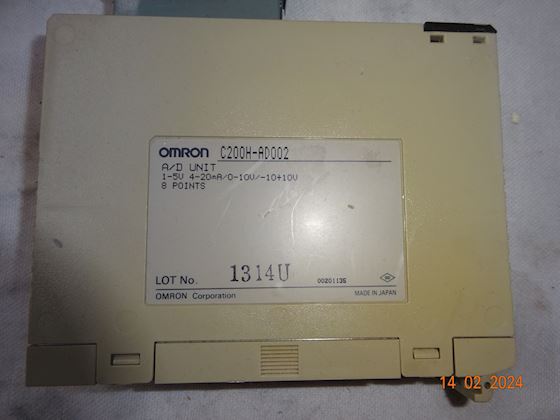 OMRON C200H-AD002
A/D UNIT
1-5V 4-20mA/0-10V/-10+10V
8 POINTS
LOT No. 1314U 0020113S
OMRON Corporation MADE IN JAPAN
14 02 2024